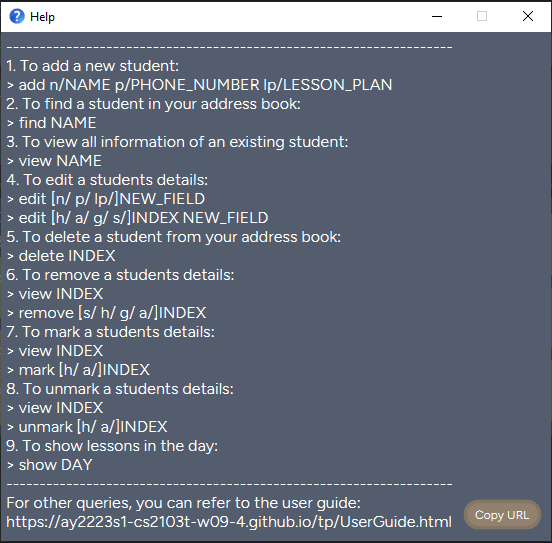 Help
--------------------------------------------------------------------
1. To add a new student:
> add n/NAME p/PHONE_NUMBER lp/LESSON_PLAN
2. To find a student in your address book:
> find NAME
3. To view all information of an existing student:
> view NAME
4. To edit a students details:
> edit [n/ p/ lp/]NEW_FIELD
> edit [h/ a/ g/ s/]INDEX NEW_FIELD
5. To delete a student from your address book:
> delete INDEX
6. To remove a students details:
> view INDEX
> remove [s/ h/ g/ a/]INDEX
7. To mark a students details:
> view INDEX
> mark [h/ a/]INDEX
8. To unmark a students details:
> view INDEX
> unmark [h/ a/]INDEX
9. To show lessons in the day:
> show DAY
--------------------------------------------------------------------
For other queries, you can refer to the user guide:
https://ay2223s1-cs2103t-w09-4.github.io/tp/UserGuide.html
Copy URL